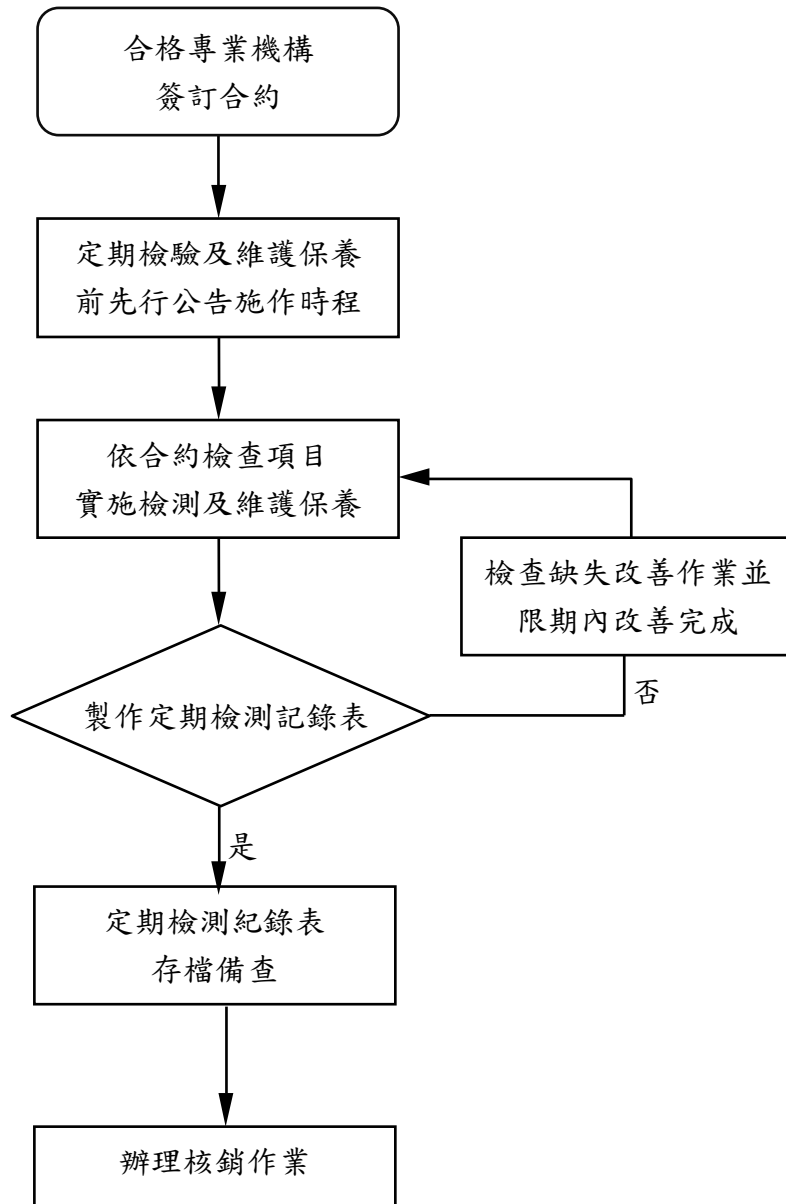 合格專業機構
簽訂合約
定期檢驗及維護保養
前先行公告施作時程
依合約檢查項目
實施檢測及維護保養
檢查缺失改善作業並
限期內改善完成
否
製作定期檢測記錄表
是
定期檢測紀錄表
存檔備查
辦理核銷作業